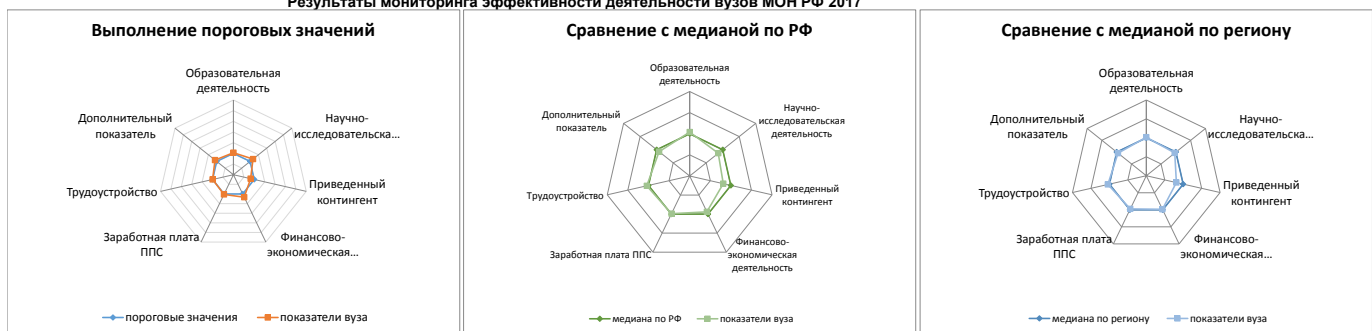 Результаты мониторинга эффективности деятельности вузов МОН РФ 2017
Выполнение пороговых значений
Образовательная
деятельность
Научно-
исследовательска...
Приведенный
контингент
Финансово-
экономическая...
Заработная плата
ППС
Трудоустройство
Дополнительный
показатель
пороговые значения
показатели вуза
Сравнение с медианой по РФ
Образовательная
деятельность
Научно-
исследовательская
деятельность
Приведенный
контингент
Финансово-
экономическая
деятельность
Заработная плата ППС
Трудоустройство
Дополнительный
показатель
медиана по РФ
показатели вуза
Сравнение с медианой по региону
Образовательная
деятельность
Научно-
исследовательска...
Приведенный
контингент
Финансово-
экономическая...
Заработная плата
ППС
Трудоустройство
Дополнительный
показатель
медиана по региону
показатели вуза